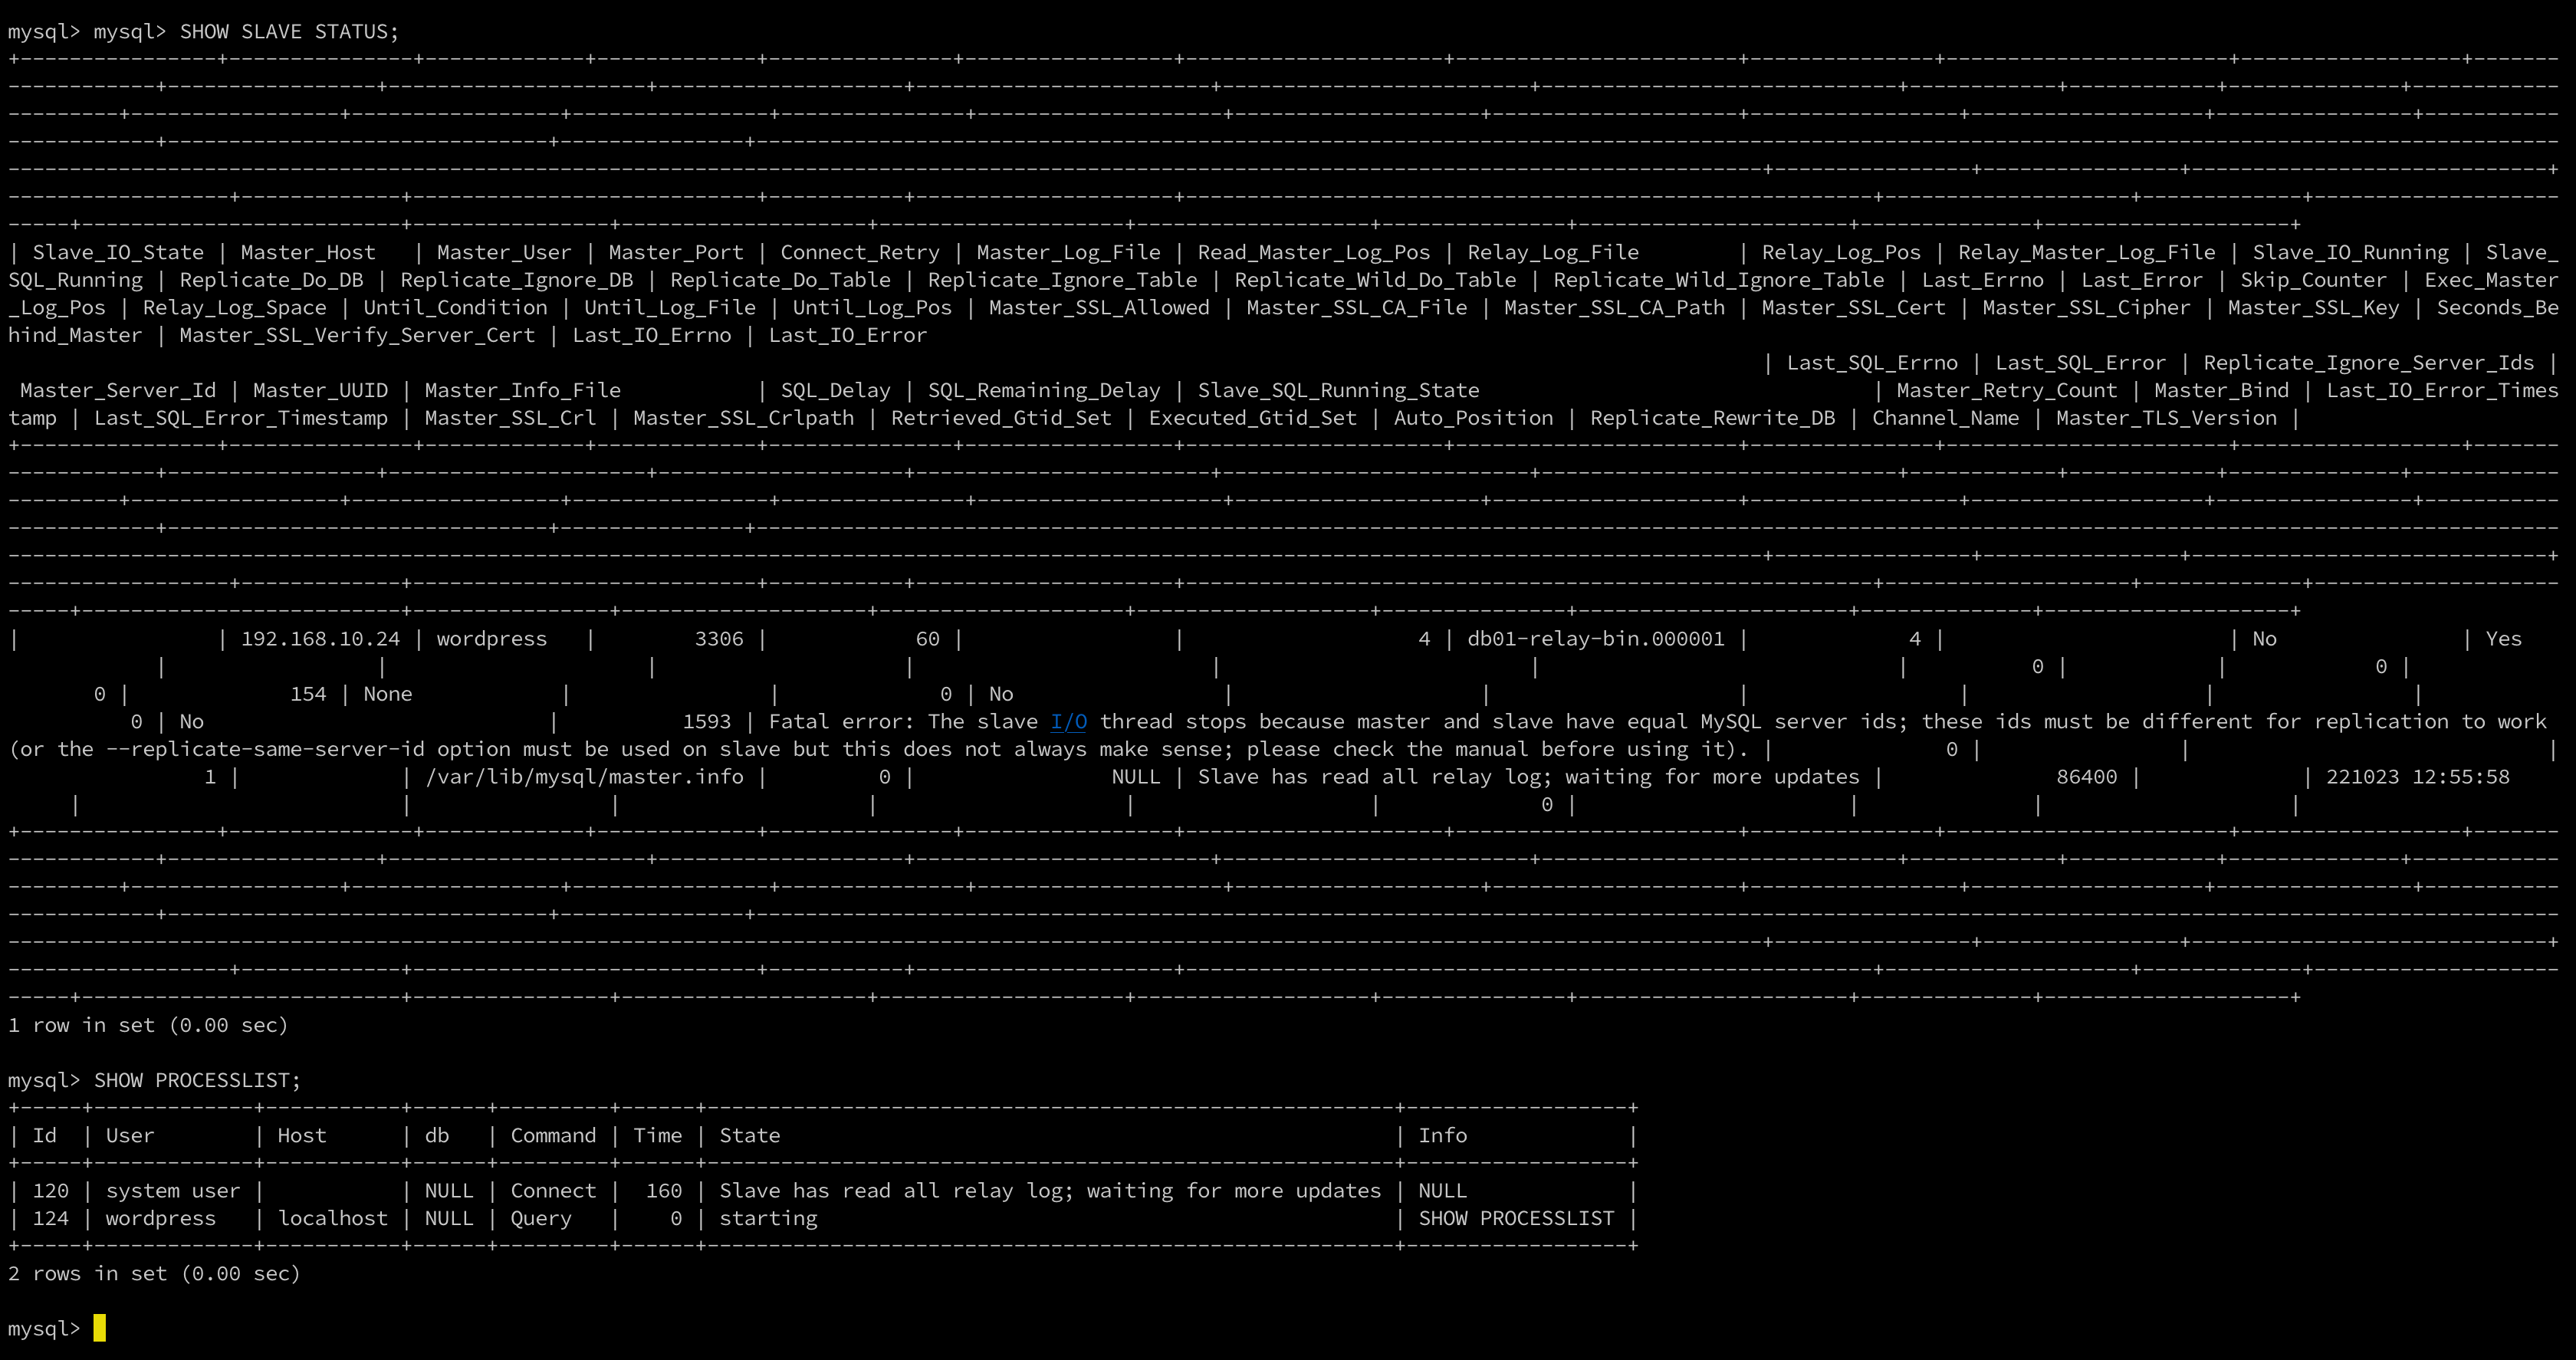 mysql> mysql> SHOW SLAVE STATUS;
| Slave_IO_State | Master_Host | Master_User | Master_Port | Connect_Retry | Master_Log_File | Read_Master_Log_Pos | Relay_Log_File | Relay_Log_Pos | Relay_Master_Log_File | Slave_IO_Running | Slave_
SQL_Running | Replicate_Do_DB | Replicate_Ignore_DB | Replicate_Do_Table | Replicate_Ignore_Table | Replicate_Wild_Do_Table | Replicate_Wild_Ignore_Table | Last_Errno | Last_Error | Skip_Counter | Exec_Master
_Log_Pos | Relay_Log_Space | Until_Condition | Until_Log_File | Until_Log_Pos | Master_SSL_Allowed | Master_SSL_CA_File | Master_SSL_CA_Path | Master_SSL_Cert | Master_SSL_Cipher | Master_SSL_Key | Seconds_Be
hind_Master | Master_SSL_Verify_Server_Cert | Last_IO_Errno | Last_IO_Error
| Last_SQL_Errno | Last_SQL_Error | Replicate_Ignore_Server_Ids |
Master_Server_Id | Master_UUID | Master_Info_File | SQL_Delay | SQL_Remaining_Delay | Slave_SQL_Running_State | Master_Retry_Count | Master_Bind | Last_IO_Error_Times
tamp | Last_SQL_Error_Timestamp | Master_SSL_Crl | Master_SSL_Crlpath | Retrieved_Gtid_Set | Executed_Gtid_Set | Auto_Position | Replicate_Rewrite_DB | Channel_Name | Master_TLS_Version |
| | 192.168.10.24 | wordpress | 3306 | 60 | | 4 | db01-relay-bin.000001 | 4 | | No | Yes
| | | | | | | 0 | | 0 |
0 | 154 | None | | 0 | No | | | | | |
0 | No | 1593 | Fatal error: The slave I/O thread stops because master and slave have equal MySQL server ids; these ids must be different for replication to work
(or the --replicate-same-server-id option must be used on slave but this does not always make sense; please check the manual before using it). | 0 | | |
1 | | /var/lib/mysql/master.info | 0 | NULL | Slave has read all relay log; waiting for more updates | 86400 | | 221023 12:55:58
| | | | | | 0 | | | |
1 row in set (0.00 sec)
mysql> SHOW PROCESSLIST;
| Id | User | Host | db | Command | Time | State | Info |
| 120 | system user | | NULL | Connect | 160 | Slave has read all relay log; waiting for more updates | NULL |
| 124 | wordpress | localhost | NULL | Query | 0 | starting | SHOW PROCESSLIST |
2 rows in set (0.00 sec)
mysql>